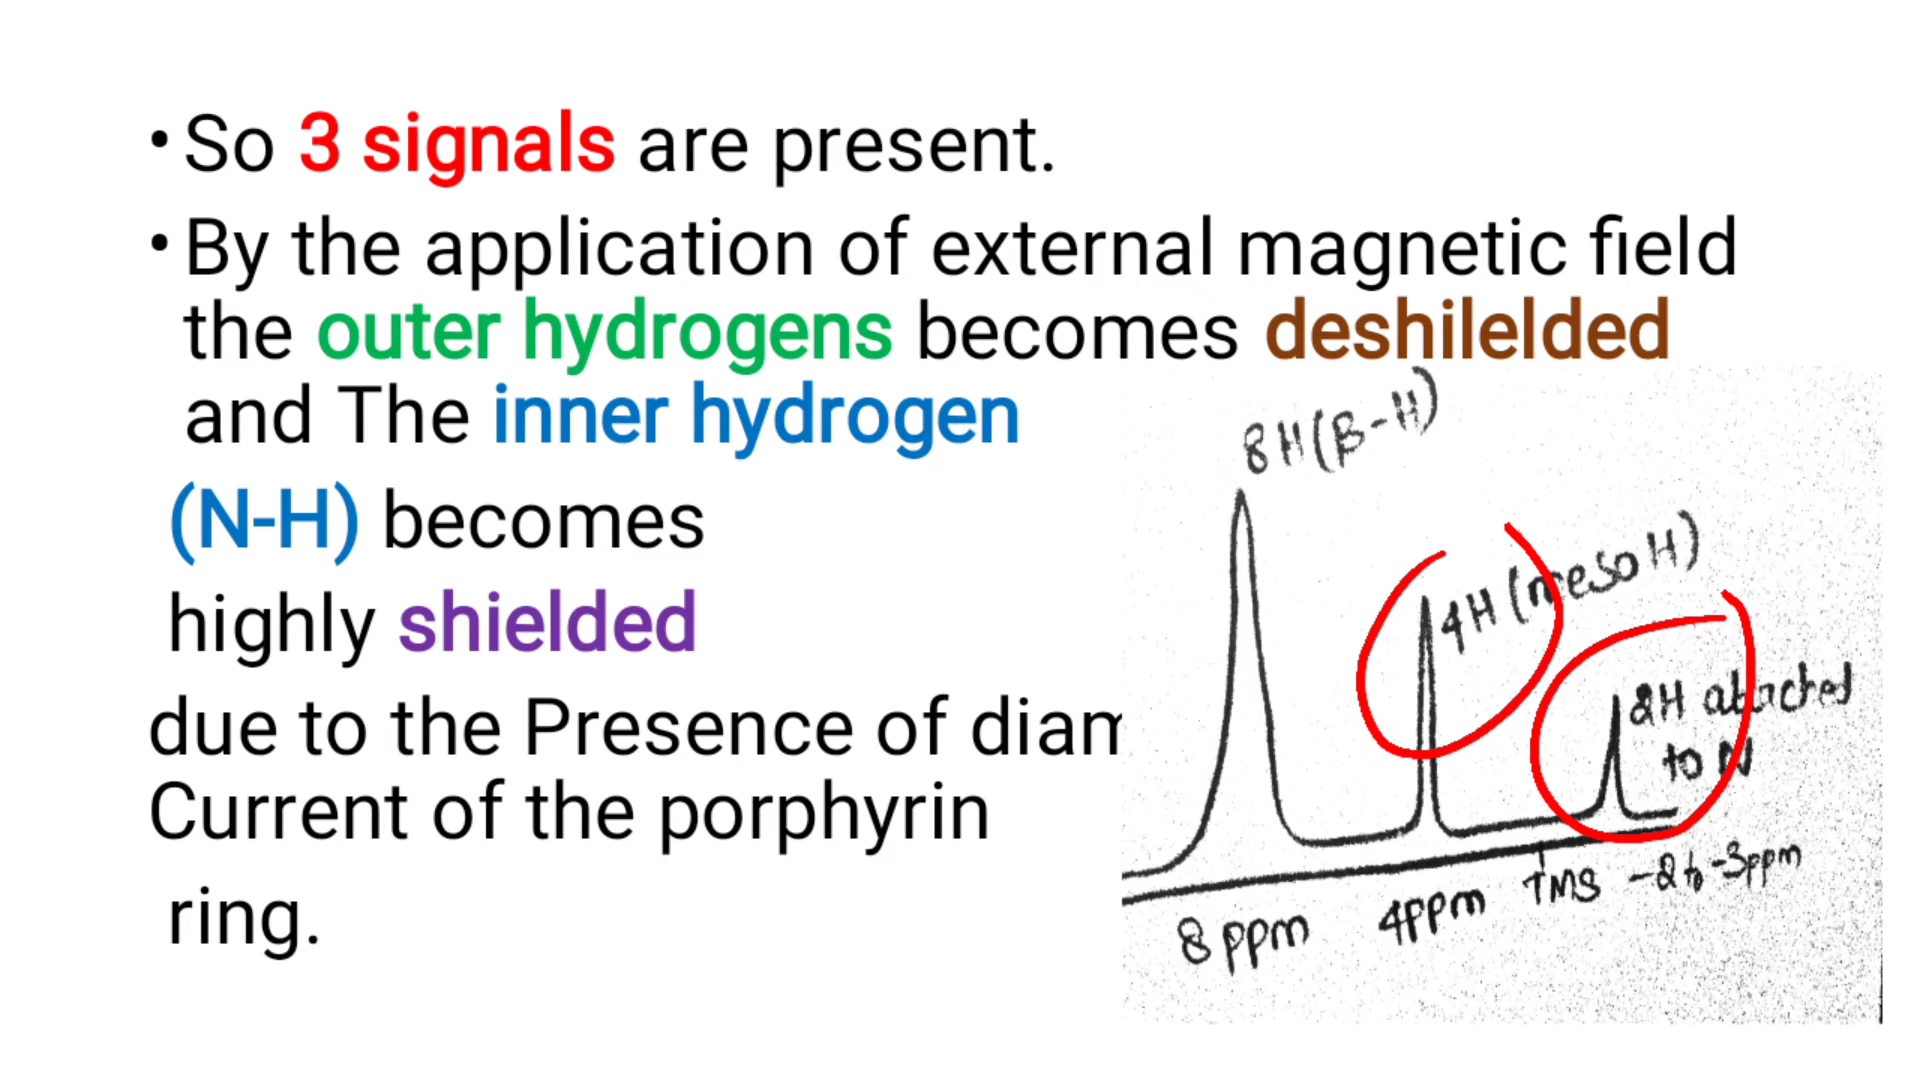 • So 3 signals are present.
• By the application of external magnetic field
the outer hydrogens becomes deshilelded
and The inner hydrogen
(N-H) becomes
highly shielded
due to the Presence of diam
Current of the porphyrin
ring.
8H(β-H)
4H (meso H)
2H attached
to N
8 ppm
4ppm
TMS
-2 to -3ppm